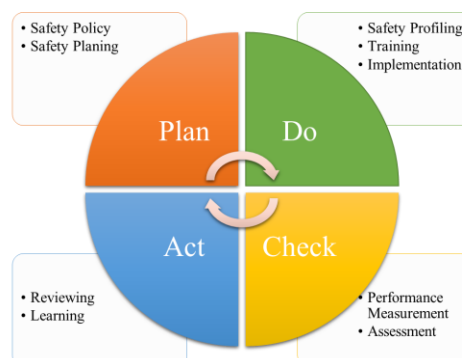 • Safety Policy
• Safety Planing
• Safety Profiling
• Training
• Implementation
Plan
Do
Act
Check
• Reviewing
• Learning
• Performance
Measurement
• Assessment